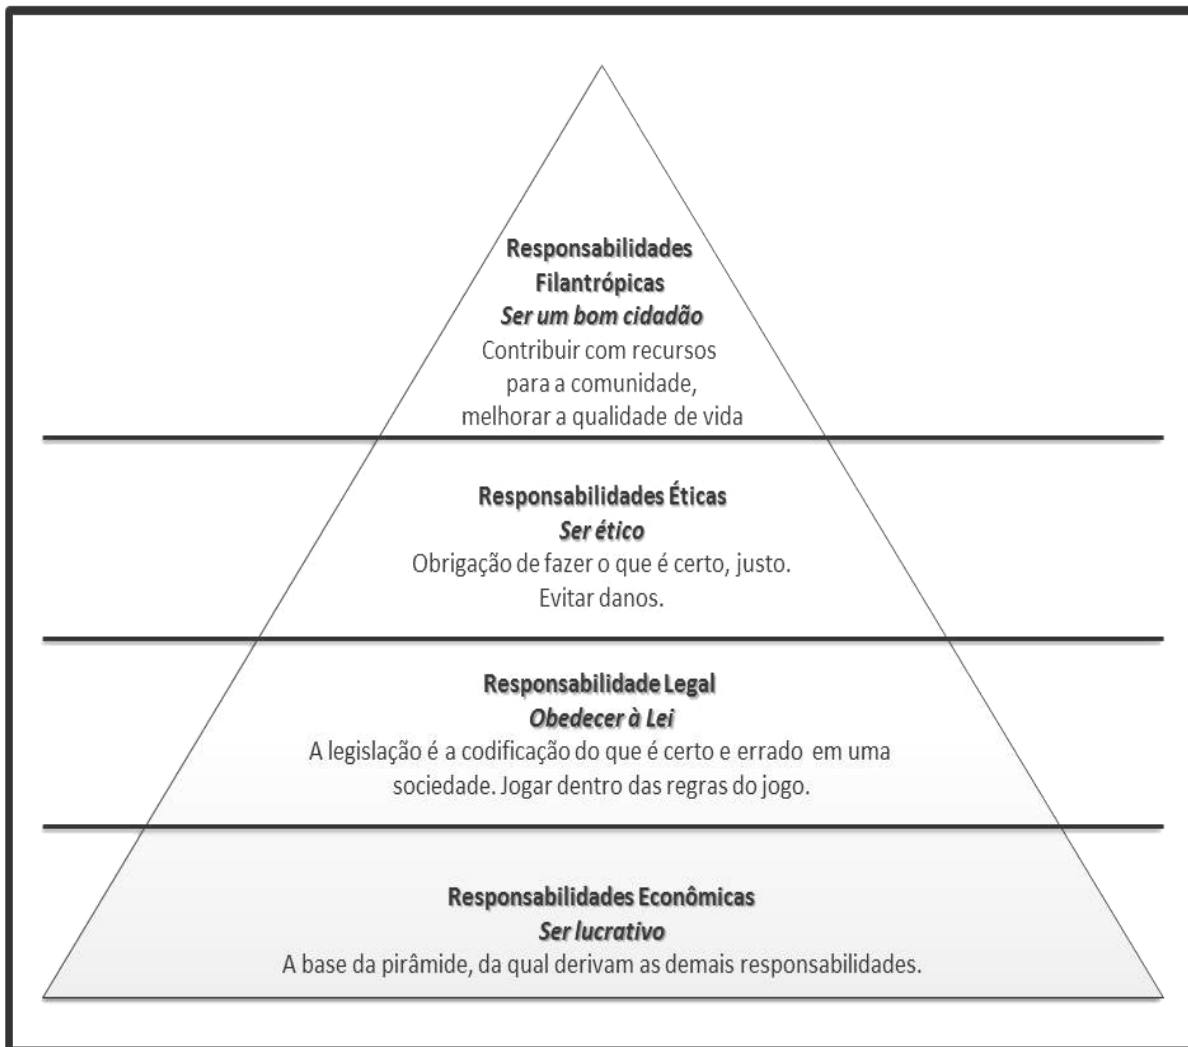 Responsabilidades
Filantrópicas
Ser um bom cidadão
Contribuir com recursos
para a comunidade,
melhorar a qualidade de vida
Responsabilidades Éticas
Ser ético
Obrigação de fazer o que é certo, justo.
Evitar danos.
Responsabilidade Legal
Obedecer à Lei
A legislação é a codificação do que é certo e errado em uma
sociedade. Jogar dentro das regras do jogo.
Responsabilidades Econômicas
Ser lucrativo
A base da pirâmide, da qual derivam as demais responsabilidades.